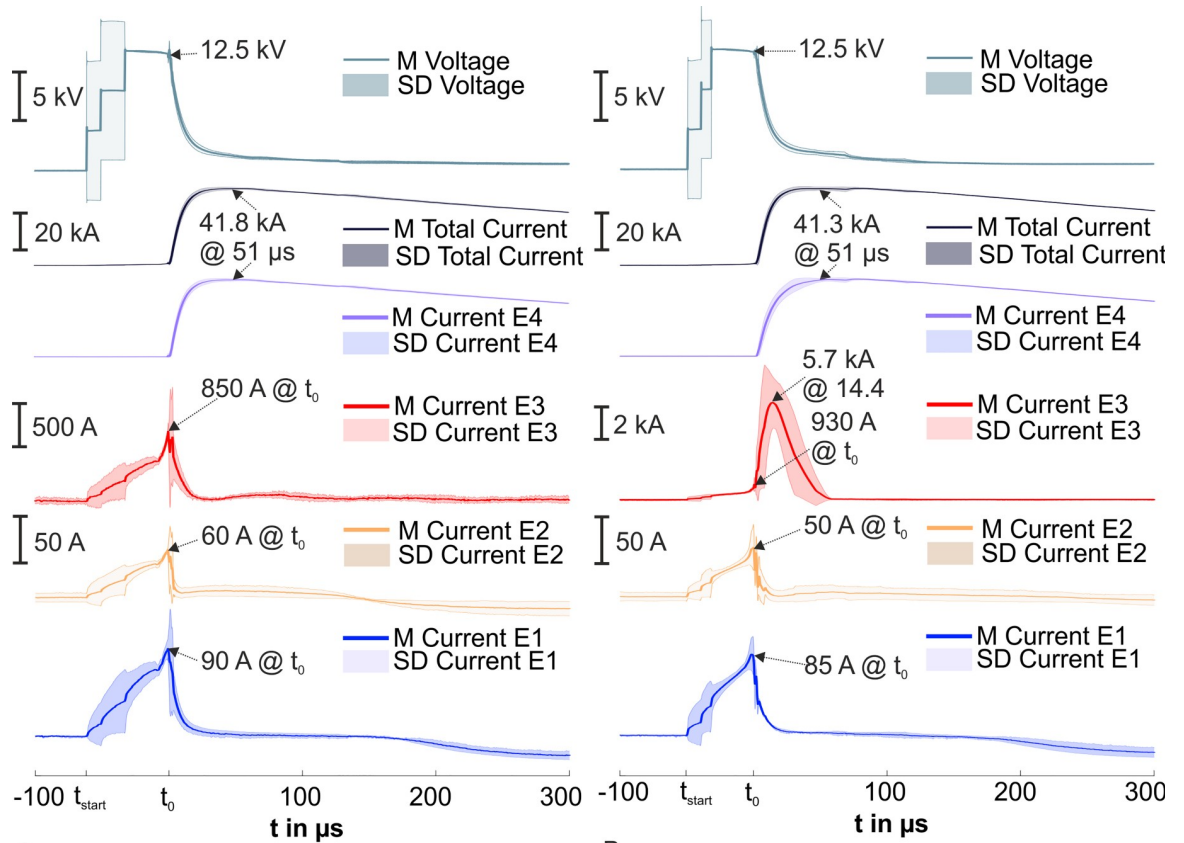 12.5 kV
M Voltage
SD Voltage
5 kV
41.8 kA
@ 51 µs
M Total Current
SD Total Current
20 kA
M Current E4
SD Current E4
850 A @ t0
M Current E3
SD Current E3
500 A
60 A @ t0
M Current E2
SD Current E2
50 A
90 A @ t0
M Current E1
SD Current E1
-100 tstart t0 100 200 300
t in µs
12.5 kV
M Voltage
SD Voltage
5 kV
41.3 kA
@ 51 µs
M Total Current
SD Total Current
20 kA
M Current E4
SD Current E4
5.7 kA
@ 14.4
930 A
@ t0
M Current E3
SD Current E3
2 kA
50 A @ t0
M Current E2
SD Current E2
50 A
85 A @ t0
M Current E1
SD Current E1
-100 tstart t0 100 200 300
t in µs